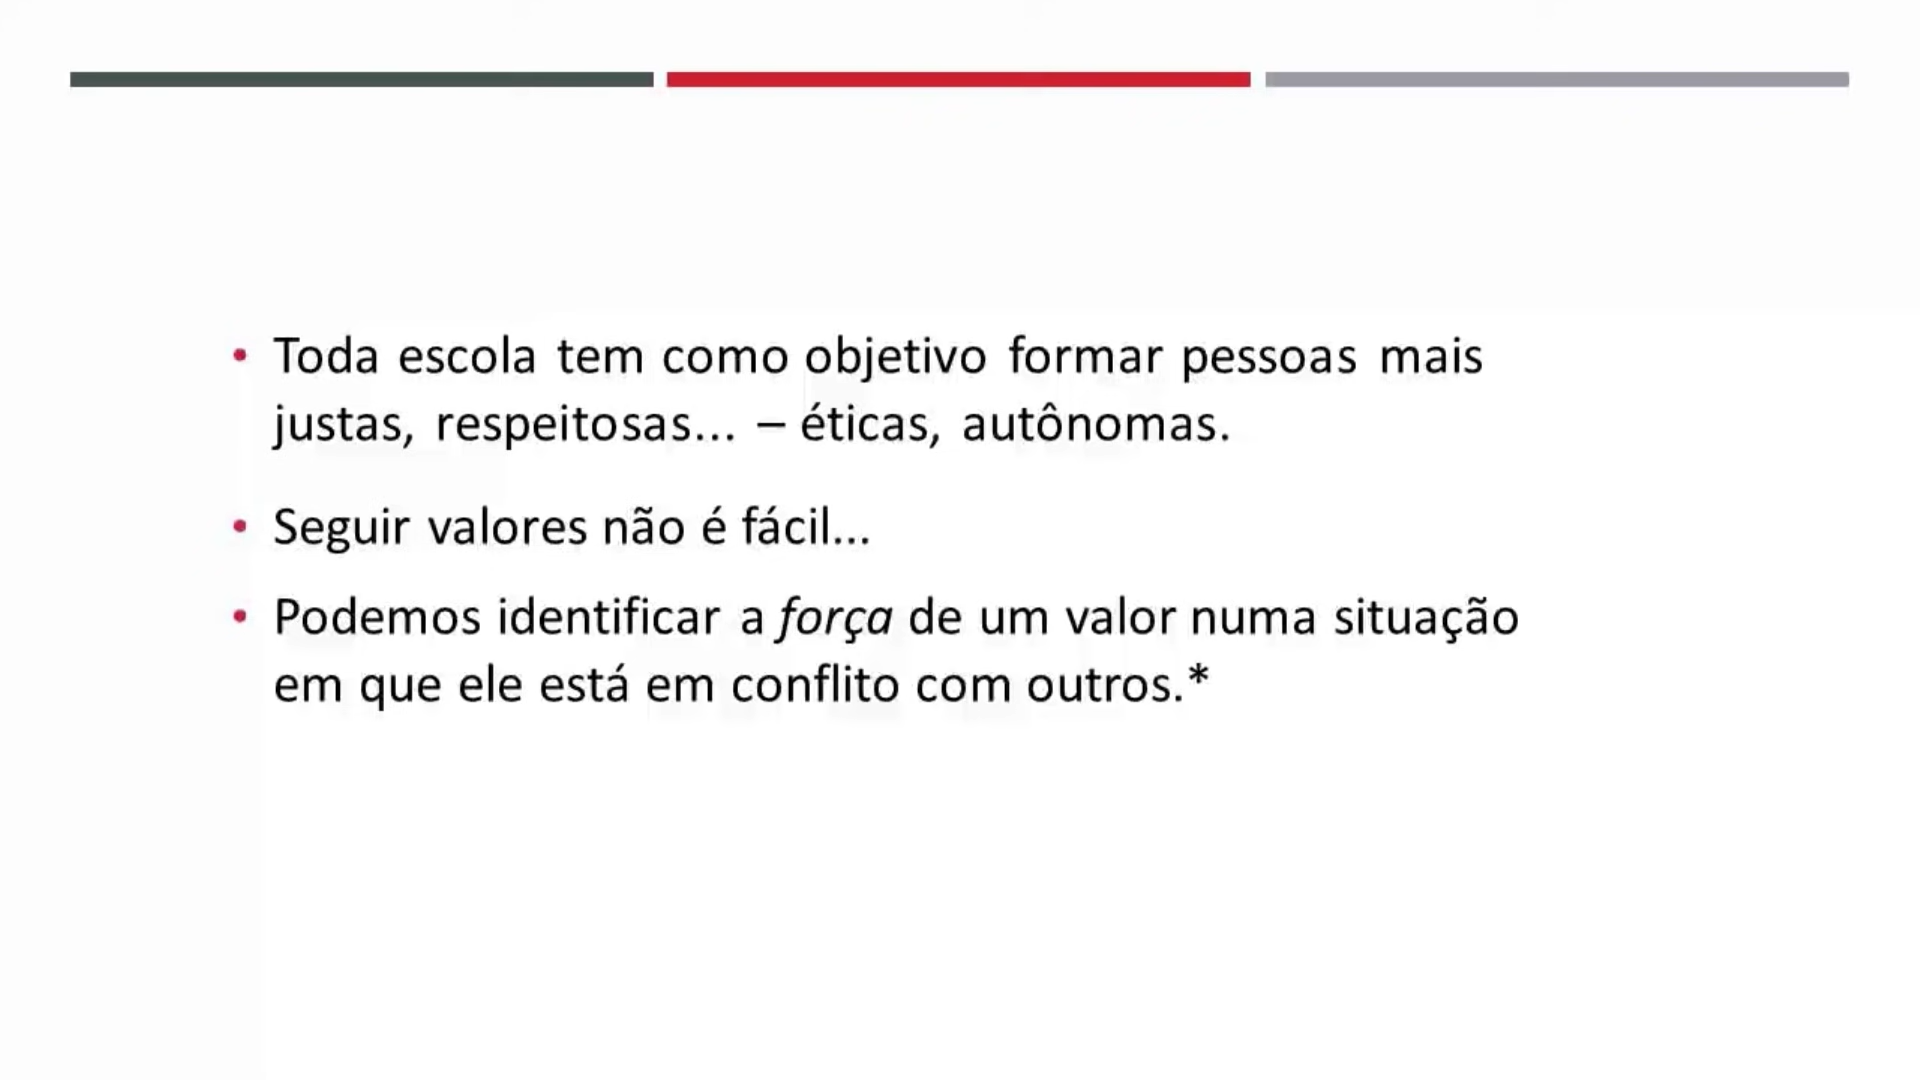 • Toda escola tem como objetivo formar pessoas mais
justas, respeitosas... – éticas, autônomas.
• Seguir valores não é fácil...
• Podemos identificar a força de um valor numa situação
em que ele está em conflito com outros.*